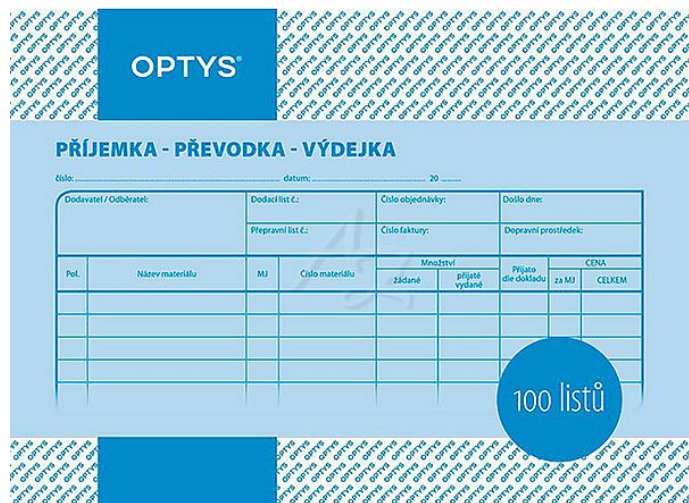 OPTYS®
PŘÍJEMKA - PŘEVODKA - VÝDEJKA
číslo: datum: 20
Dodavatel / Odběratel: Dodací list č.: Číslo objednávky: Došlo dne:
Přepravní list č.: Číslo faktury: Dopravní prostředek:
Pol. Název materiálu MJ Číslo materiálu Množství Přijato dle dokladu CENA
žádané přijaté vydané za MJ CELKEM
100 listů